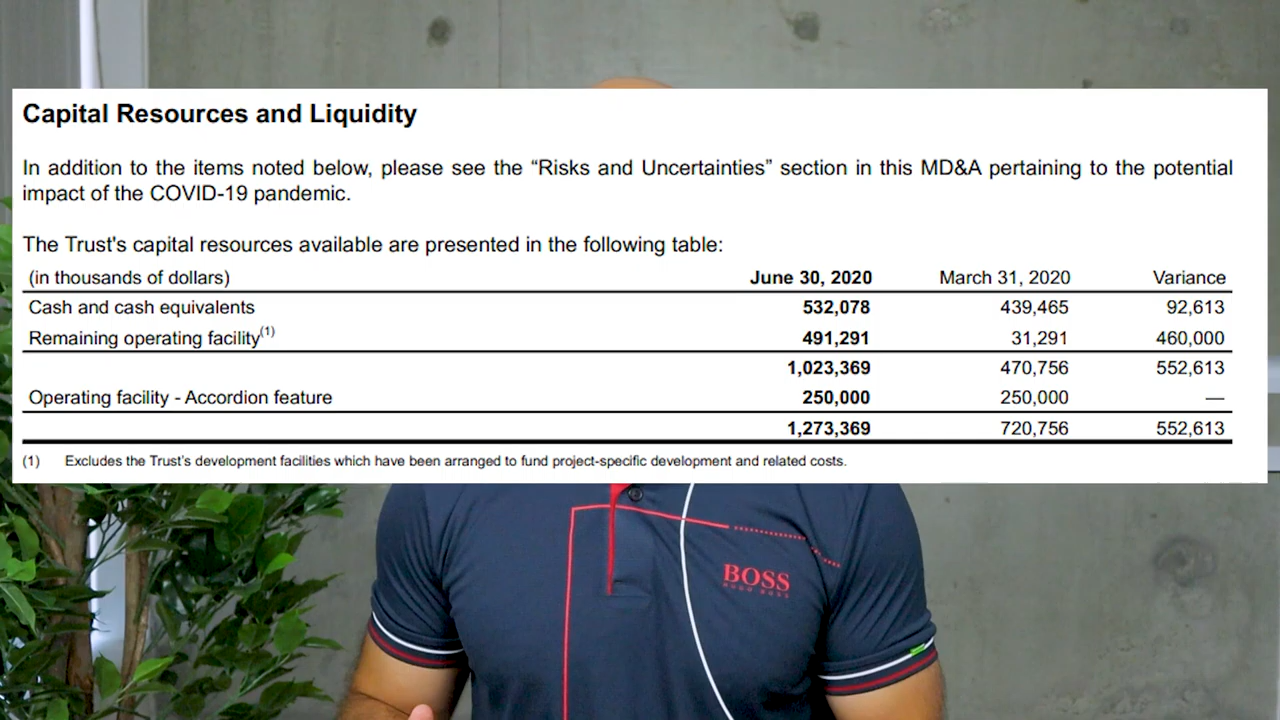 Capital Resources and Liquidity
In addition to the items noted below, please see the “Risks and Uncertainties” section in this MD&A pertaining to the potential
impact of the COVID-19 pandemic.
The Trust's capital resources available are presented in the following table:
(in thousands of dollars) June 30, 2020 March 31, 2020 Variance
Cash and cash equivalents 532,078 439,465 92,613
Remaining operating facility(1) 491,291 31,291 460,000
1,023,369 470,756 552,613
Operating facility - Accordion feature 250,000 250,000 —
1,273,369 720,756 552,613
(1) Excludes the Trust’s development facilities which have been arranged to fund project-specific development and related costs.
BOSS
HUGO BOSS